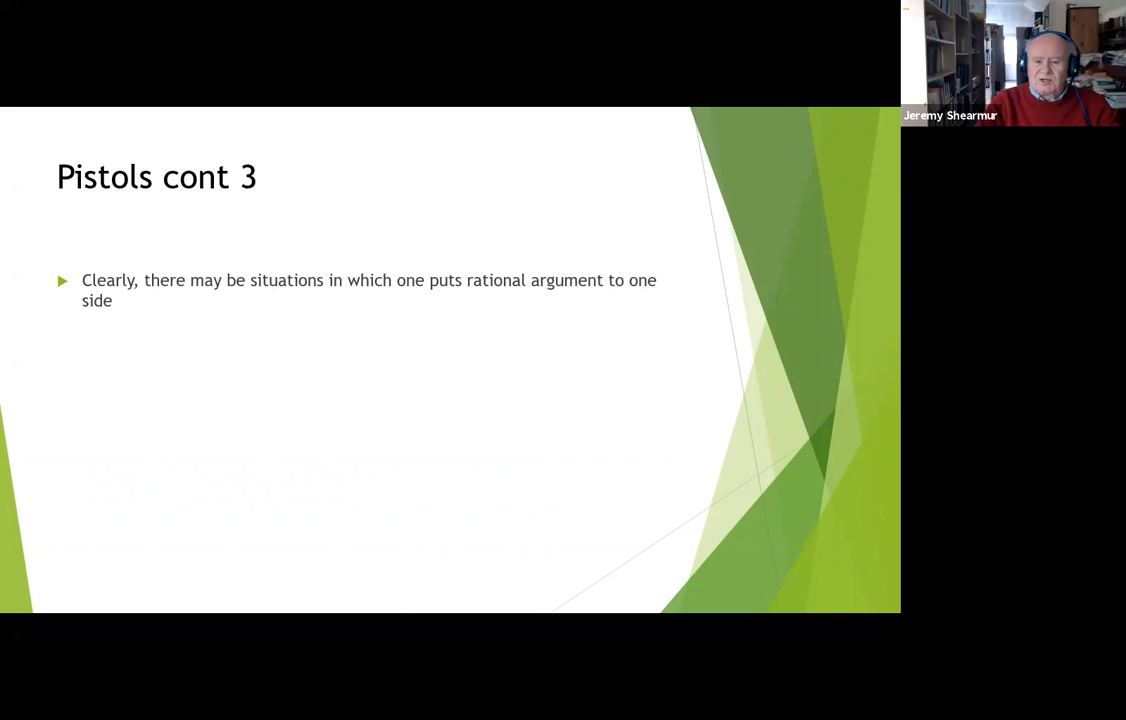 Jeremy Shearmur
Pistols cont 3
Clearly, there may be situations in which one puts rational argument to one
side